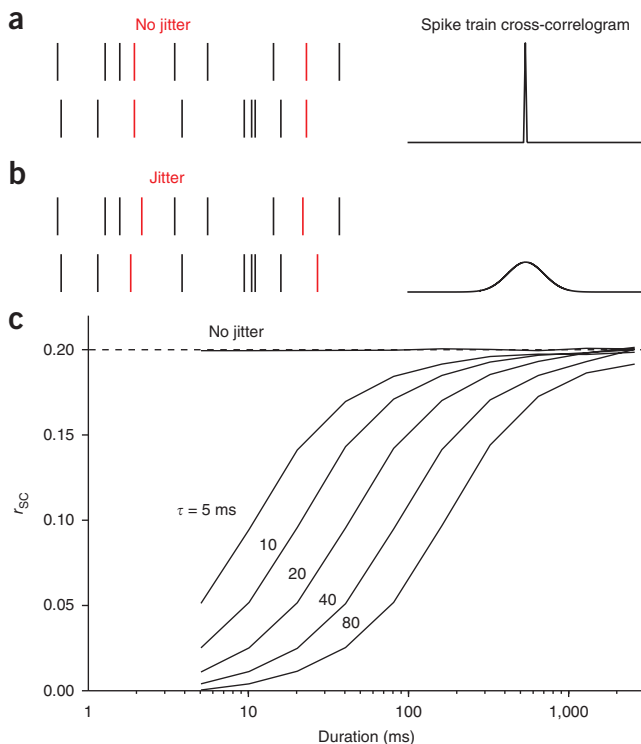 a
No jitter
Spike train cross-correlogram
b
Jitter
c
No jitter
0.20
0.15
0.10
0.05
0.00
rSC
τ = 5 ms
10
20
40
80
1
10
100
1,000
Duration (ms)